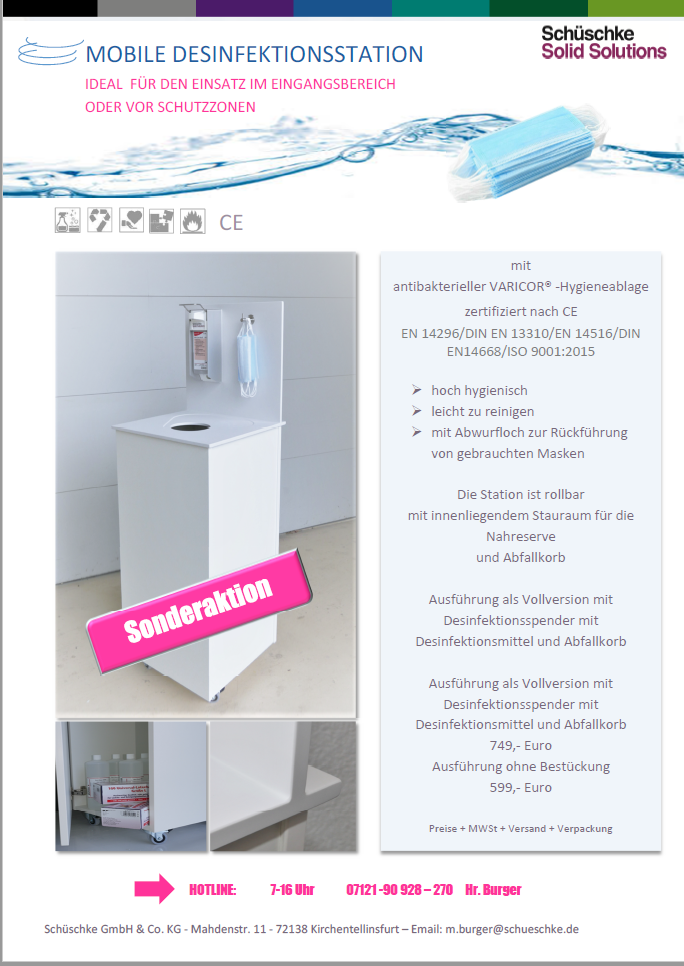 Schüschke
Solid Solutions
MOBILE DESINFEKTIONSSTATION
IDEAL FÜR DEN EINSATZ IM EINGANGSBEREICH
ODER VOR SCHUTZZONEN
CE
mit
antibakterieller VARICOR® -Hygieneablage
zertifiziert nach CE
EN 14296/DIN EN 13310/EN 14516/DIN
EN14668/ISO 9001:2015
➢ hoch hygienisch
➢ leicht zu reinigen
➢ mit Abwurfloch zur Rückführung
von gebrauchten Masken
Die Station ist rollbar
mit innenliegendem Stauraum für die
Nahreserve
und Abfallkorb
Ausführung als Vollversion mit
Desinfektionsspender mit
Desinfektionsmittel und Abfallkorb
Ausführung als Vollversion mit
Desinfektionsspender mit
Desinfektionsmittel und Abfallkorb
749,- Euro
Ausführung ohne Bestückung
599,- Euro
Preise + MWSt + Versand + Verpackung
Sonderaktion
HOTLINE: 7-16 Uhr 07121 -90 928 – 270 Hr. Burger
Schüschke GmbH & Co. KG - Mahdenstr. 11 - 72138 Kirchentellinsfurt – Email: m.burger@schueschke.de